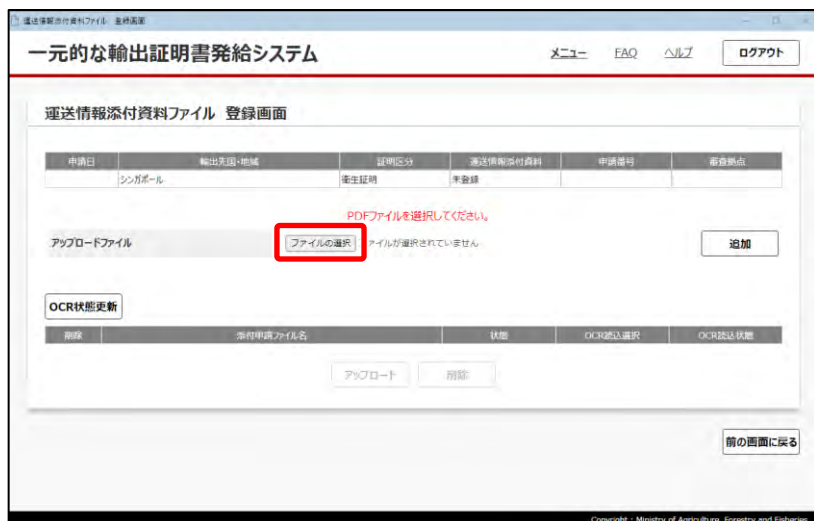 運送情報添付資料ファイル 登録画面
一元的な輸出証明書発給システム
メニュー FAQ ヘルプ ログアウト
運送情報添付資料ファイル 登録画面
申請日 輸出先国・地域 証明区分 運送情報添付資料 申請番号 審査拠点
シンガポール 衛生証明 未登録
PDFファイルを選択してください。
アップロードファイル ファイルの選択 ァイルが選択されていません 追加
OCR状態更新
削除 添付申請ファイル名 状態 OCR読込選択 OCR読込状態
アップロード 削除
前の画面に戻る
Copyright : Ministry of Agriculture, Forestry and Fisheries